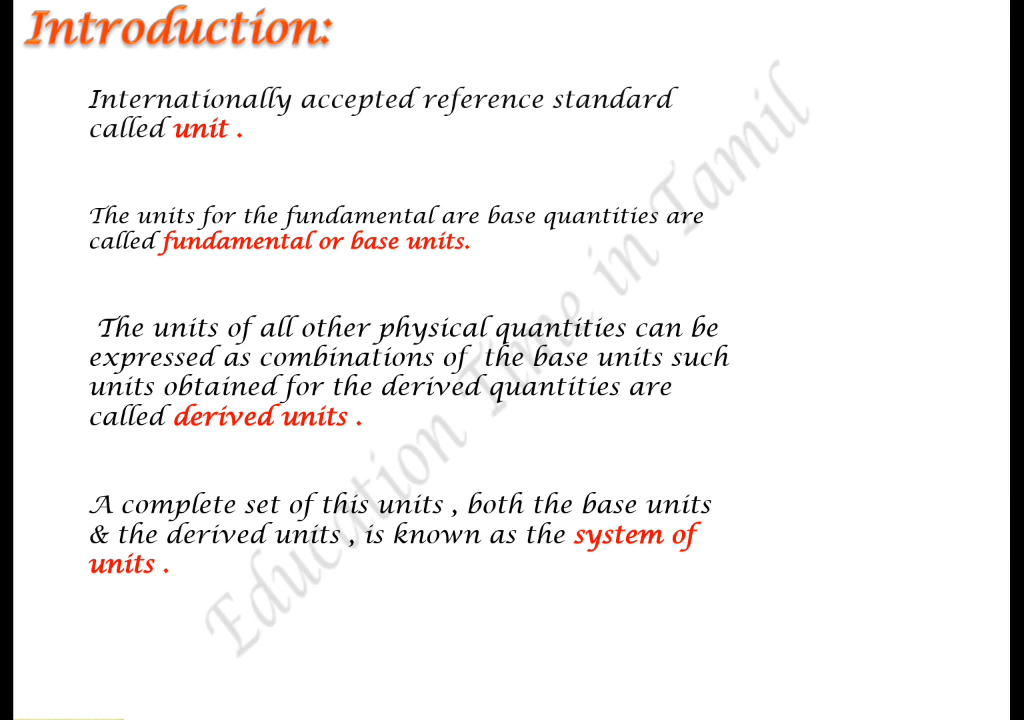 Introduction:
Internationally accepted reference standard
called unit .
The units for the fundamental are base quantities are
called fundamental or base units.
The units of all other physical quantities can be
expressed as combinations of the base units such
units obtained for the derived quantities are
called derived units .
A complete set of this units , both the base units
& the derived units , is known as the system of
units .
Education Time in Tamil